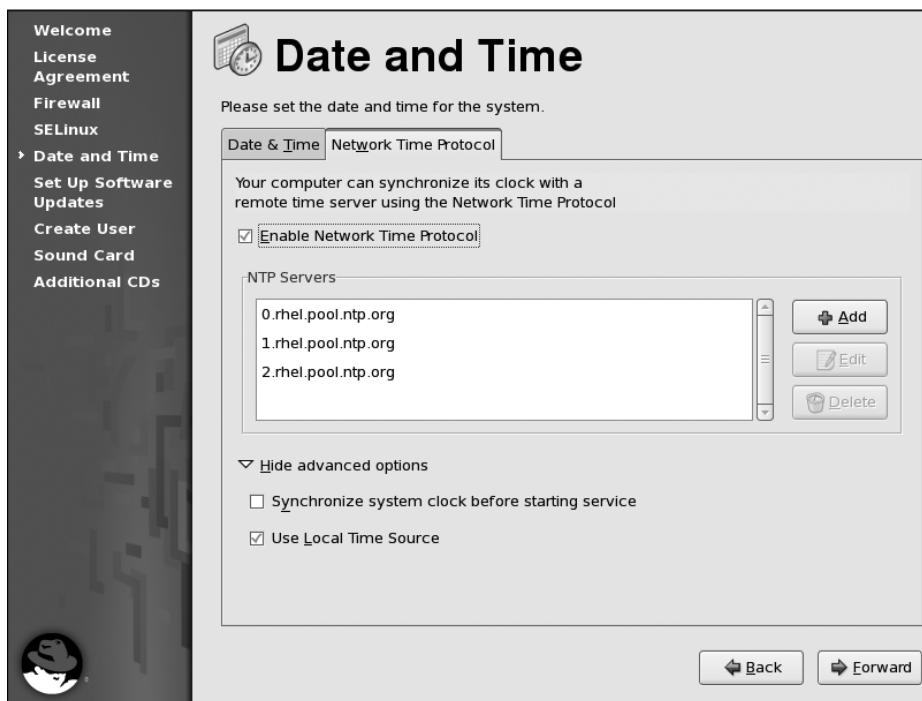 Welcome
License
Agreement
Firewall
SELinux
Date and Time
Set Up Software
Updates
Create User
Sound Card
Additional CDs
Date and Time
Please set the date and time for the system.
Date & Time
Network Time Protocol
Your computer can synchronize its clock with a
remote time server using the Network Time Protocol
Enable Network Time Protocol
NTP Servers
0.rhel.pool.ntp.org
1.rhel.pool.ntp.org
2.rhel.pool.ntp.org
Add
Edit
Delete
Hide advanced options
Synchronize system clock before starting service
Use Local Time Source
Back
Forward